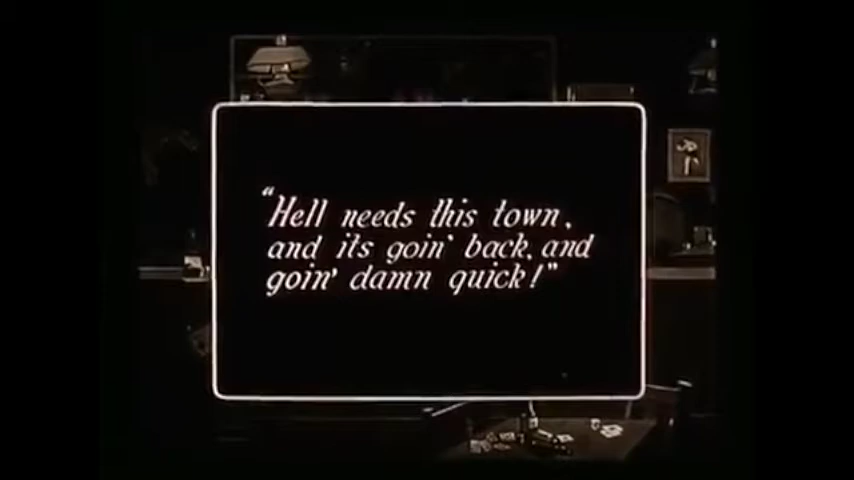 "Hell needs this town,
and its goin' back, and
goin' damn quick!"